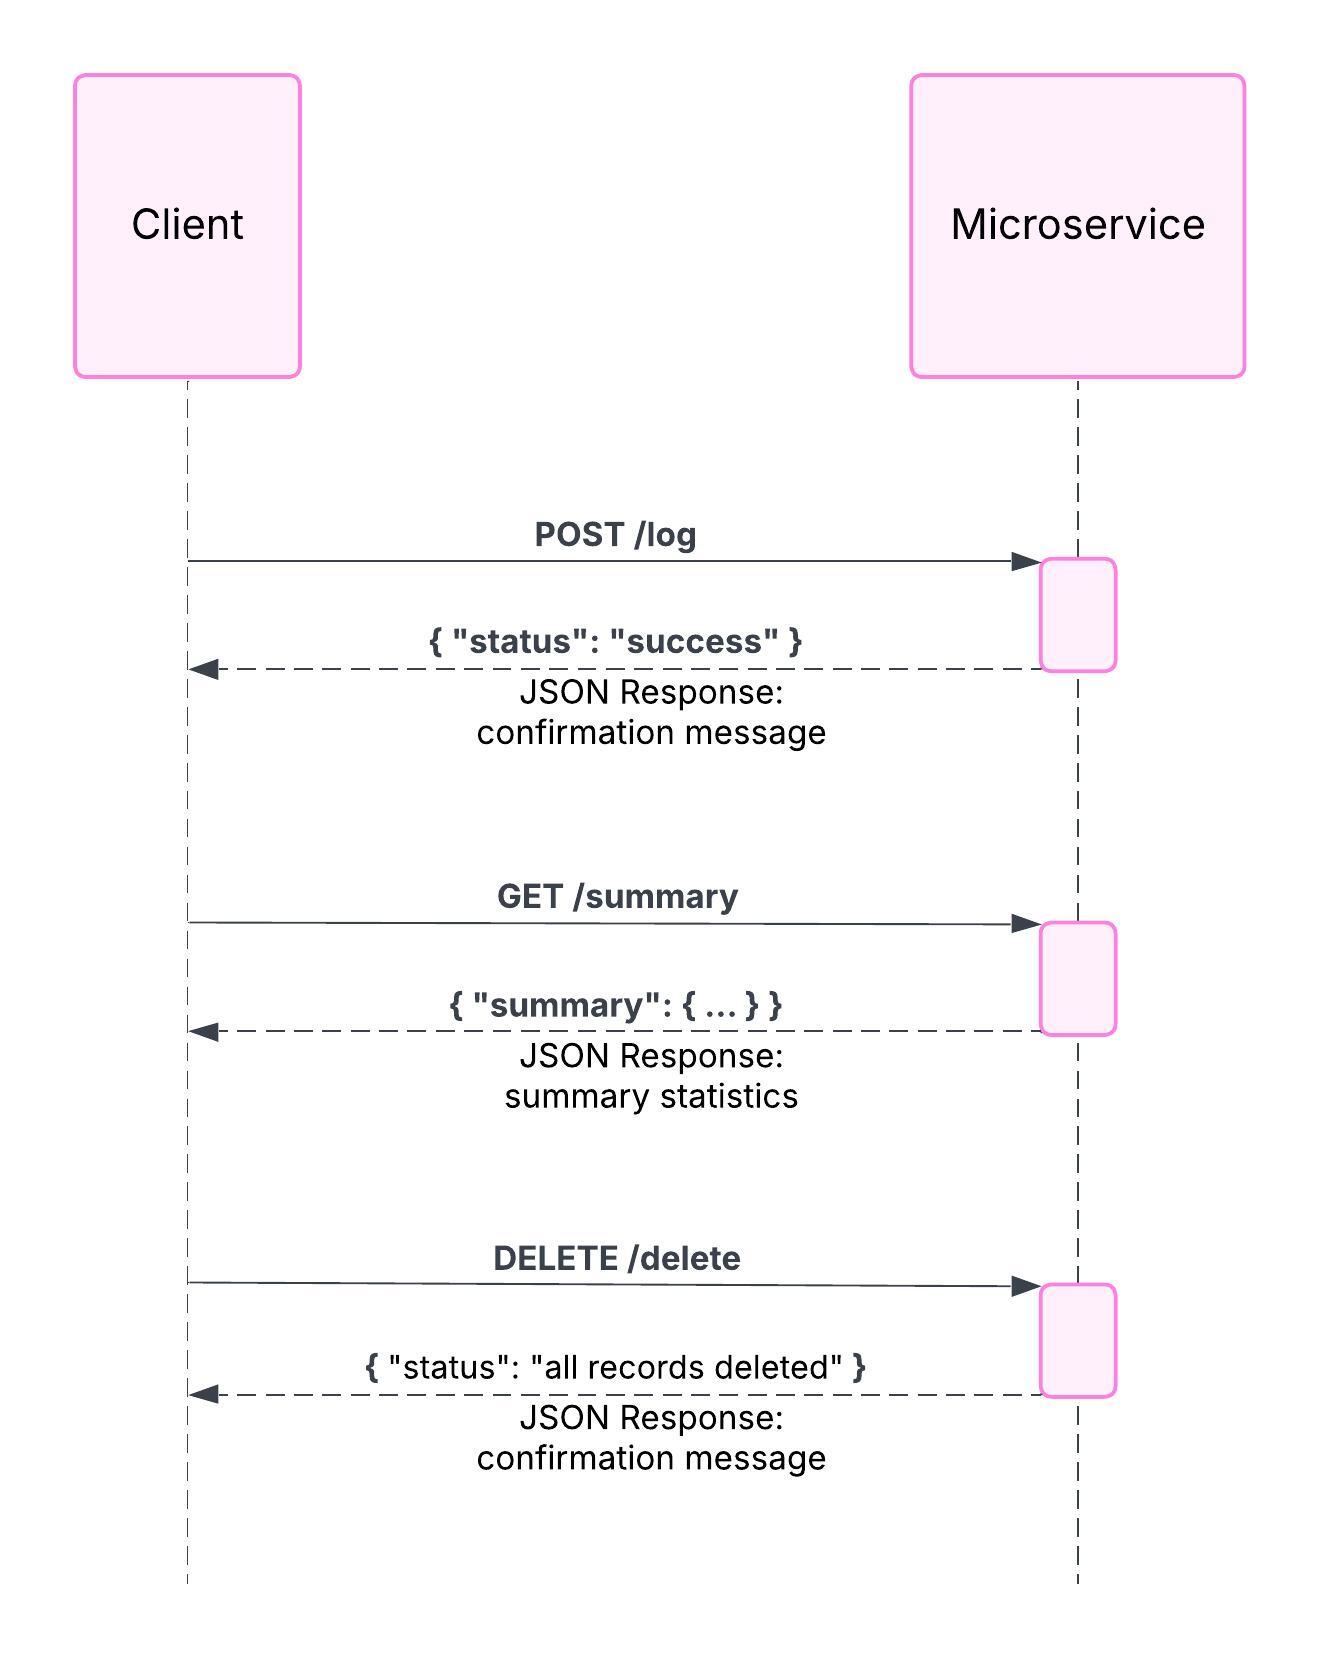 Client
Microservice
POST /log
{ "status": "success" }
JSON Response:
confirmation message
GET /summary
{ "summary": { ... } }
JSON Response:
summary statistics
DELETE /delete
{ "status": "all records deleted" }
JSON Response:
confirmation message